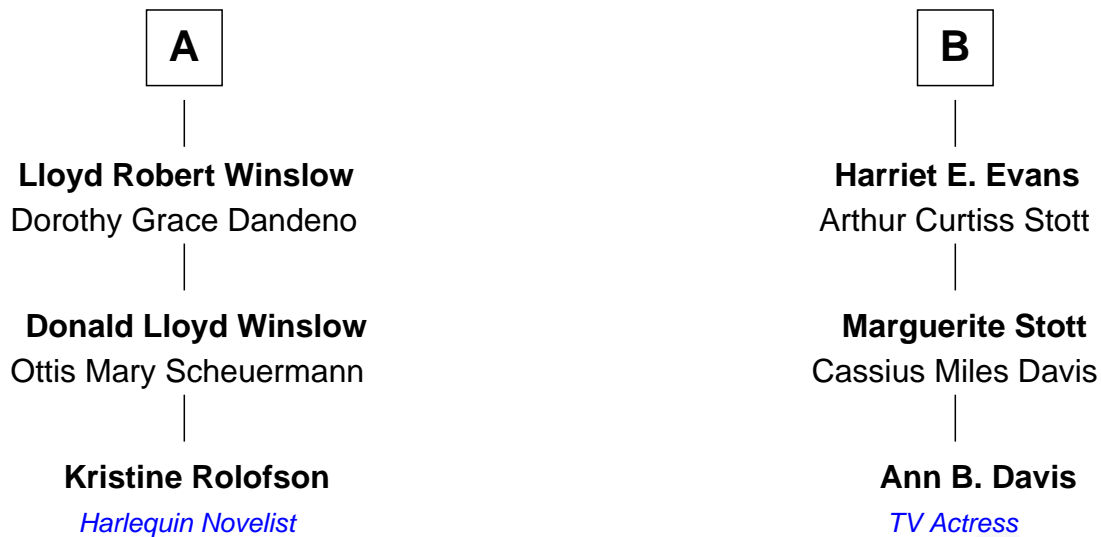 A
Lloyd Robert Winslow
Dorothy Grace Dandeno
Donald Lloyd Winslow
Ottis Mary Scheuermann
Kristine Rolofson
Harlequin Novelist
B
Harriet E. Evans
Arthur Curtiss Stott
Marguerite Stott
Cassius Miles Davis
Ann B. Davis
TV Actress